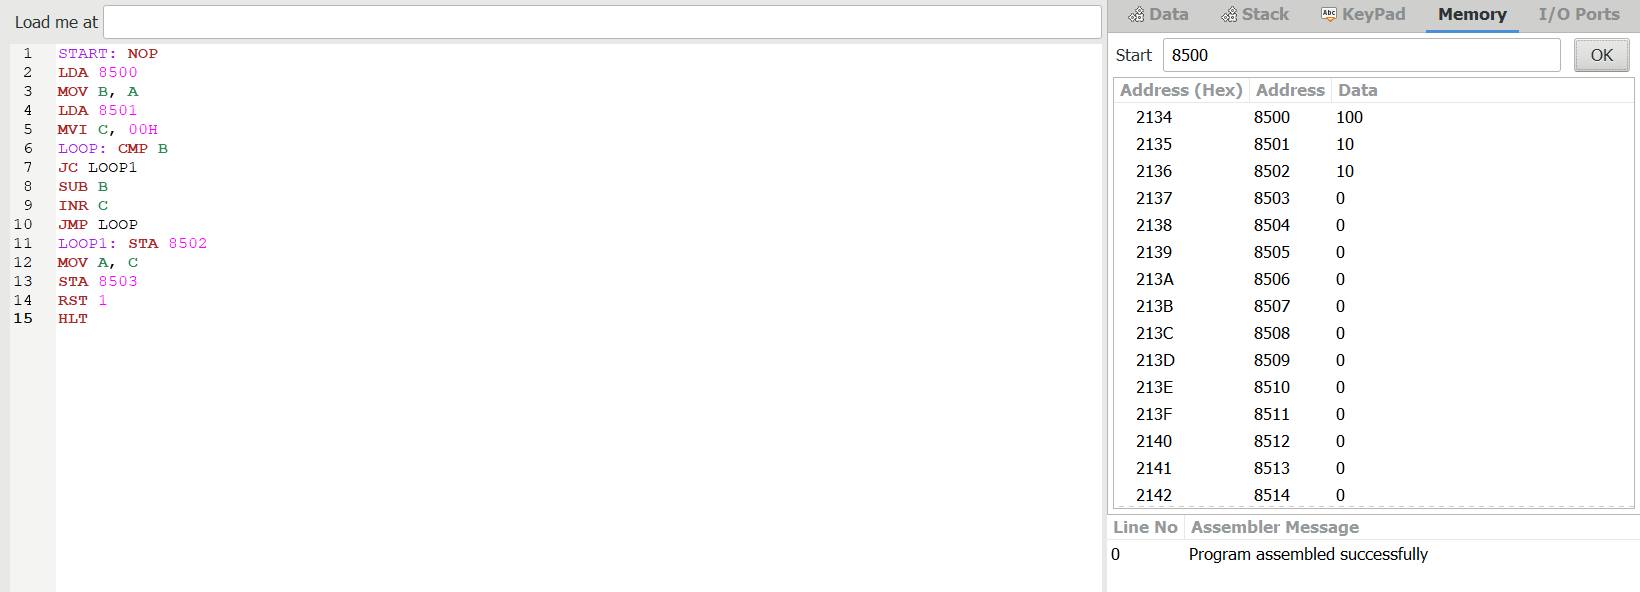 Load me at
1 START: NOP
2 LDA 8500
3 MOV B, A
4 LDA 8501
5 MVI C, 00H
6 LOOP: CMP B
7 JC LOOP1
8 SUB B
9 INR C
10 JMP LOOP
11 LOOP1: STA 8502
12 MOV A, C
13 STA 8503
14 RST 1
15 HLT
Data Stack Abc KeyPad Memory I/O Ports
Start 8500 OK
Address (Hex) Address Data
2134 8500 100
2135 8501 10
2136 8502 10
2137 8503 0
2138 8504 0
2139 8505 0
213A 8506 0
213B 8507 0
213C 8508 0
213D 8509 0
213E 8510 0
213F 8511 0
2140 8512 0
2141 8513 0
2142 8514 0
Line No Assembler Message
0 Program assembled successfully